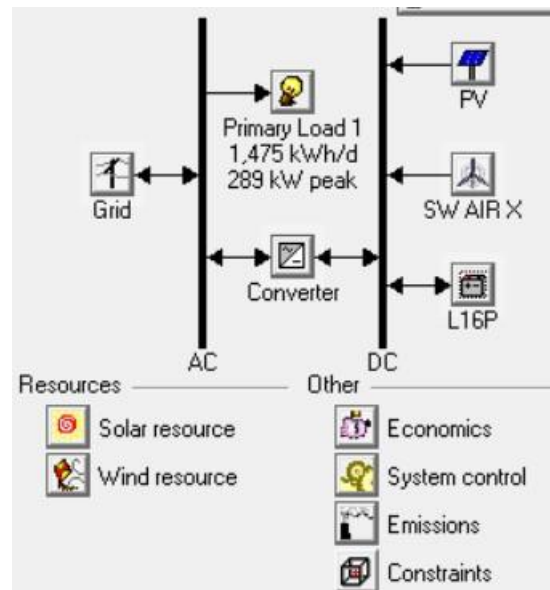 PV
Primary Load 1
1,475 kWh/d
289 kW peak
Grid
SW AIR X
Converter
L16P
AC
DC
Resources
Other
Solar resource
Economics
Wind resource
System control
Emissions
Constraints